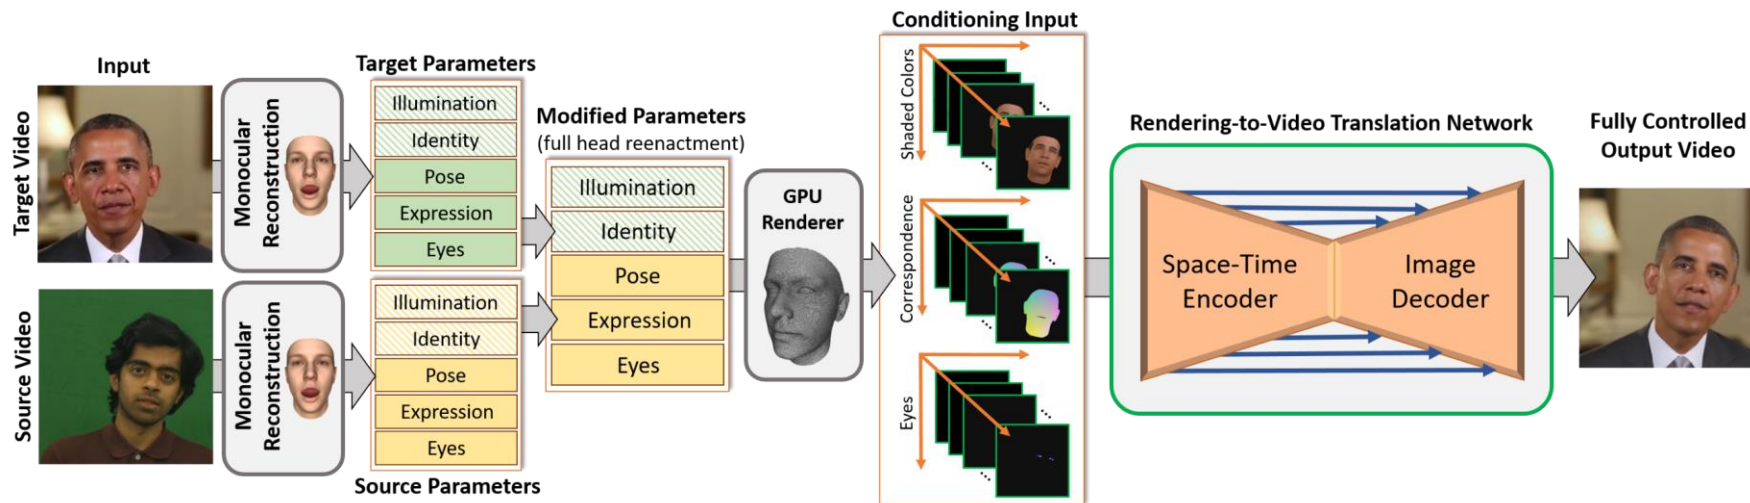 Input
Target Video
Monocular
Reconstruction
Target Parameters
Illumination
Identity
Pose
Expression
Eyes
Source Video
Monocular
Reconstruction
Illumination
Identity
Pose
Expression
Eyes
Source Parameters
Modified Parameters
(full head reenactment)
Illumination
Identity
Pose
Expression
Eyes
GPU
Renderer
Conditioning Input
Shaded Colors
...
...
Correspondence
...
...
Eyes
...
...
Rendering-to-Video Translation Network
Space-Time
Encoder
Image
Decoder
Fully Controlled
Output Video